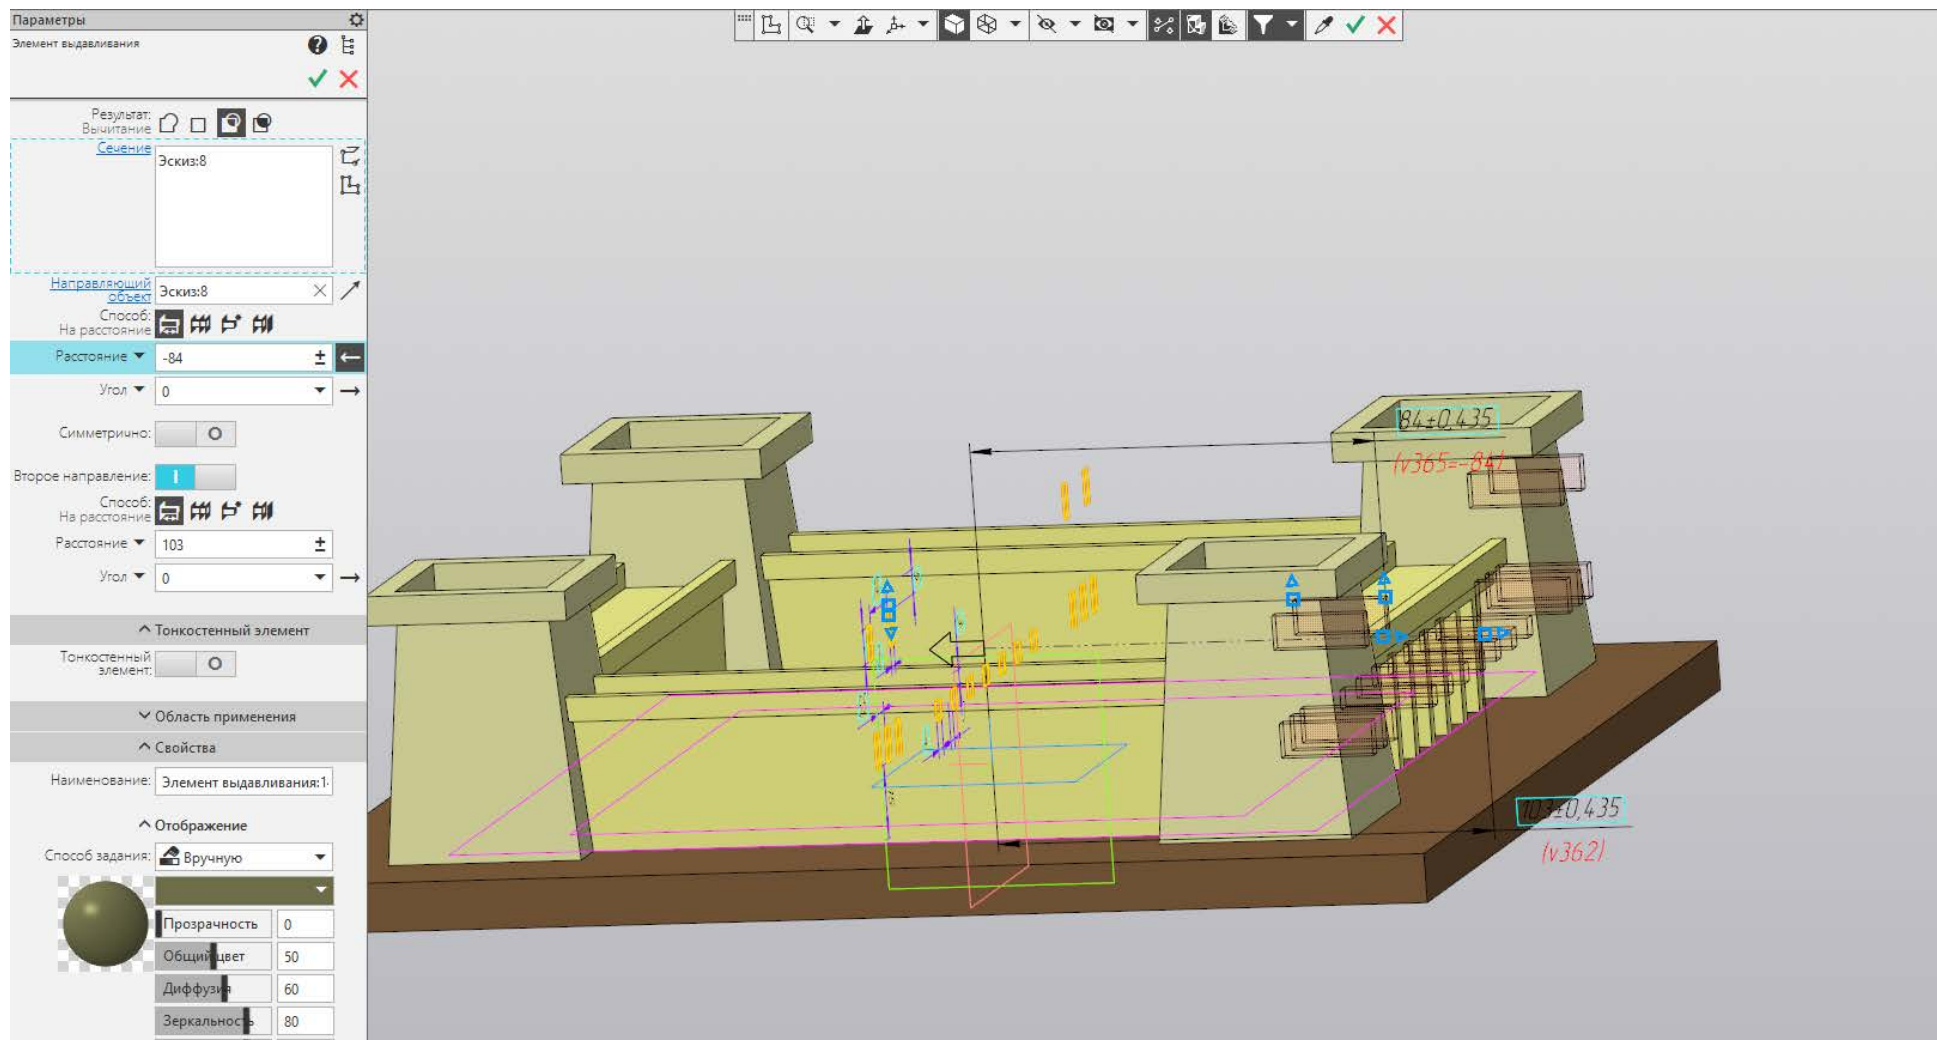 Параметры
Элемент выдавливания
Результат:
Вычитание
Сечение
Эскиз:8
Направляющий
объект
Эскиз:8
Способ:
На расстояние
Расстояние
-84
Угол
0
Симметрично:
Второе направление:
Способ:
На расстояние
Расстояние
103
Угол
0
Тонкостенный элемент
Тонкостенный
элемент:
Область применения
Свойства
Наименование:
Элемент выдавливания:1
Отображение
Способ задания:
Вручную
Прозрачность
0
Общий цвет
50
Диффузия
60
Зеркальность
80
84±0,435
(v365=-84)
103±0,435
(v362)